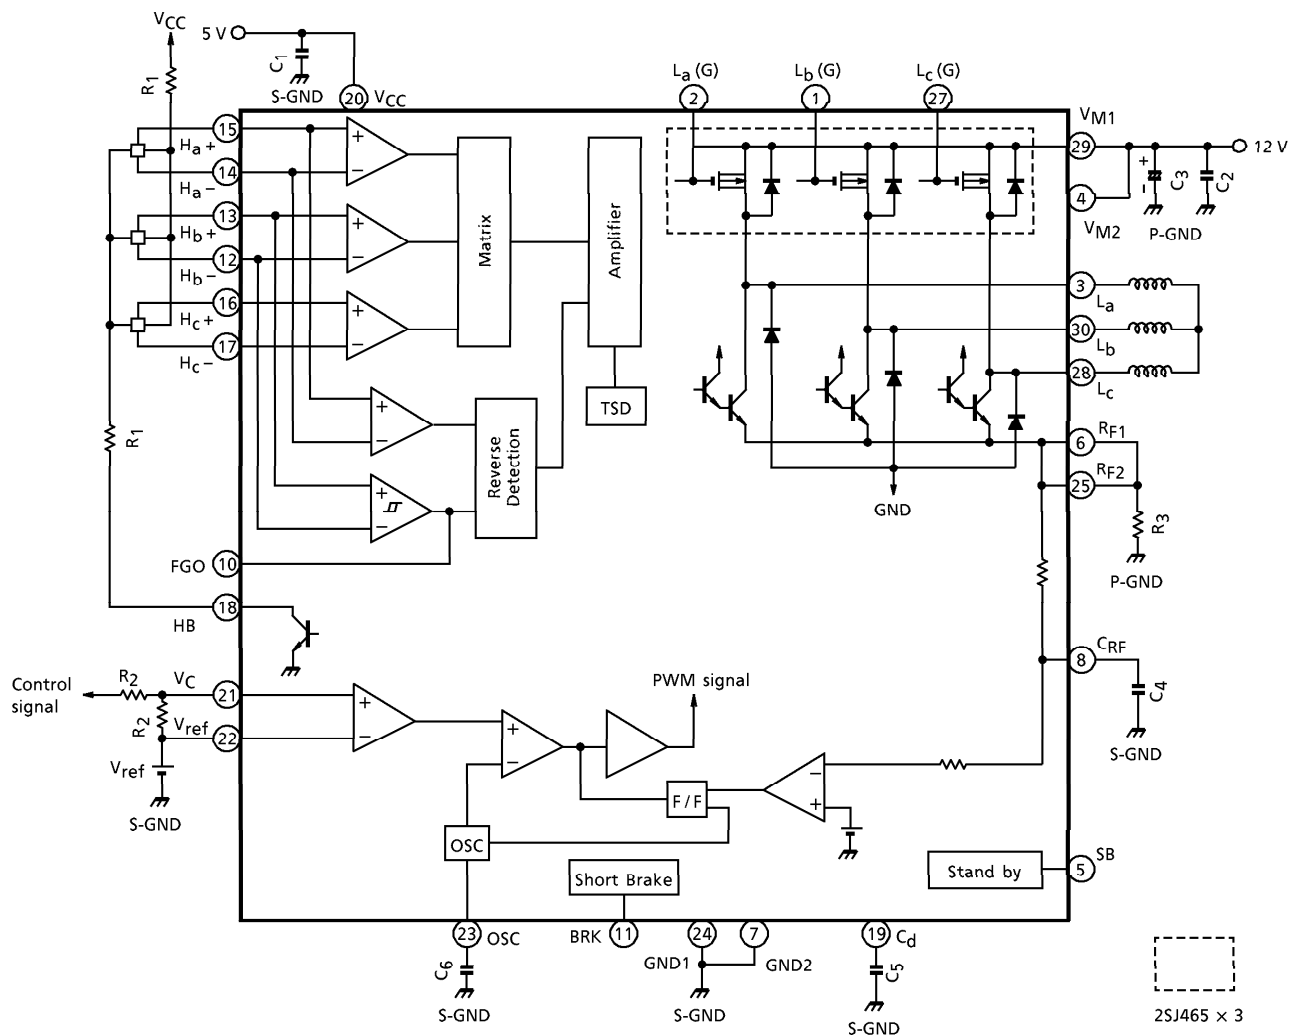 VCC
5 V
R1
C1
S-GND
20
VCC
La (G)
2
Lb (G)
1
Lc (G)
27
VM1
29
12 V
4
VM2
+
−
C3
C2
P-GND
15
Ha+
14
Ha−
13
Hb+
12
Hb−
16
Hc+
17
Hc−
+
−
+
−
+
−
Matrix
Amplifier
TSD
3
La
30
Lb
28
Lc
R1
+
−
+
−
Reverse
Detection
6
RF1
25
RF2
GND
R3
P-GND
FGO
10
18
HB
8
CRF
C4
S-GND
Control
signal
R2
VC
21
R2
Vref
22
Vref
S-GND
+
−
+
−
PWM signal
F / F
−
+
OSC
Short Brake
Stand by
5
SB
23
OSC
BRK
11
24
7
19
Cd
C6
GND1
GND2
C5
S-GND
S-GND
S-GND
2SJ465 × 3